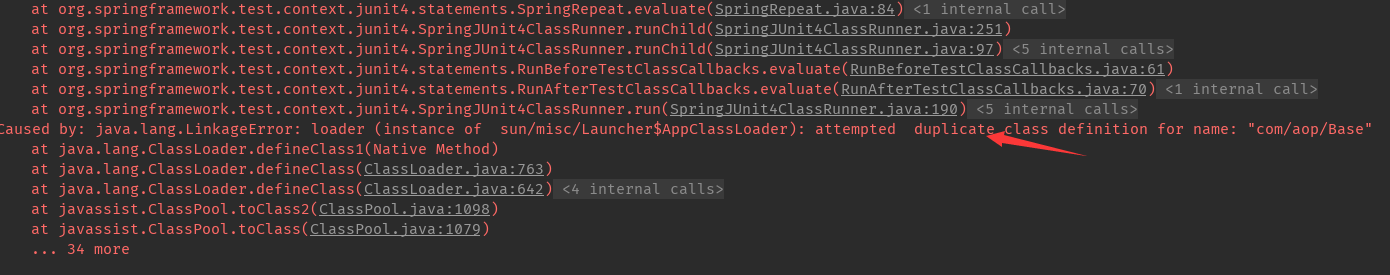 at org.springframework.test.context.junit4.statements.SpringRepeat.evaluate(SpringRepeat.java:84) <1 internal call>
at org.springframework.test.context.junit4.SpringJUnit4ClassRunner.runChild(SpringJUnit4ClassRunner.java:251)
at org.springframework.test.context.junit4.SpringJUnit4ClassRunner.runChild(SpringJUnit4ClassRunner.java:97) <5 internal calls>
at org.springframework.test.context.junit4.statements.RunBeforeTestClassCallbacks.evaluate(RunBeforeTestClassCallbacks.java:61)
at org.springframework.test.context.junit4.statements.RunAfterTestClassCallbacks.evaluate(RunAfterTestClassCallbacks.java:70) <1 internal call>
at org.springframework.test.context.junit4.SpringJUnit4ClassRunner.run(SpringJUnit4ClassRunner.java:190) <5 internal calls>
Caused by: java.lang.LinkageError: loader (instance of  sun/misc/Launcher$AppClassLoader): attempted  duplicate class definition for name: "com/aop/Base"
at java.lang.ClassLoader.defineClass1(Native Method)
at java.lang.ClassLoader.defineClass(ClassLoader.java:763)
at java.lang.ClassLoader.defineClass(ClassLoader.java:642) <4 internal calls>
at javassist.ClassPool.toClass2(ClassPool.java:1098)
at javassist.ClassPool.toClass(ClassPool.java:1079)
... 34 more